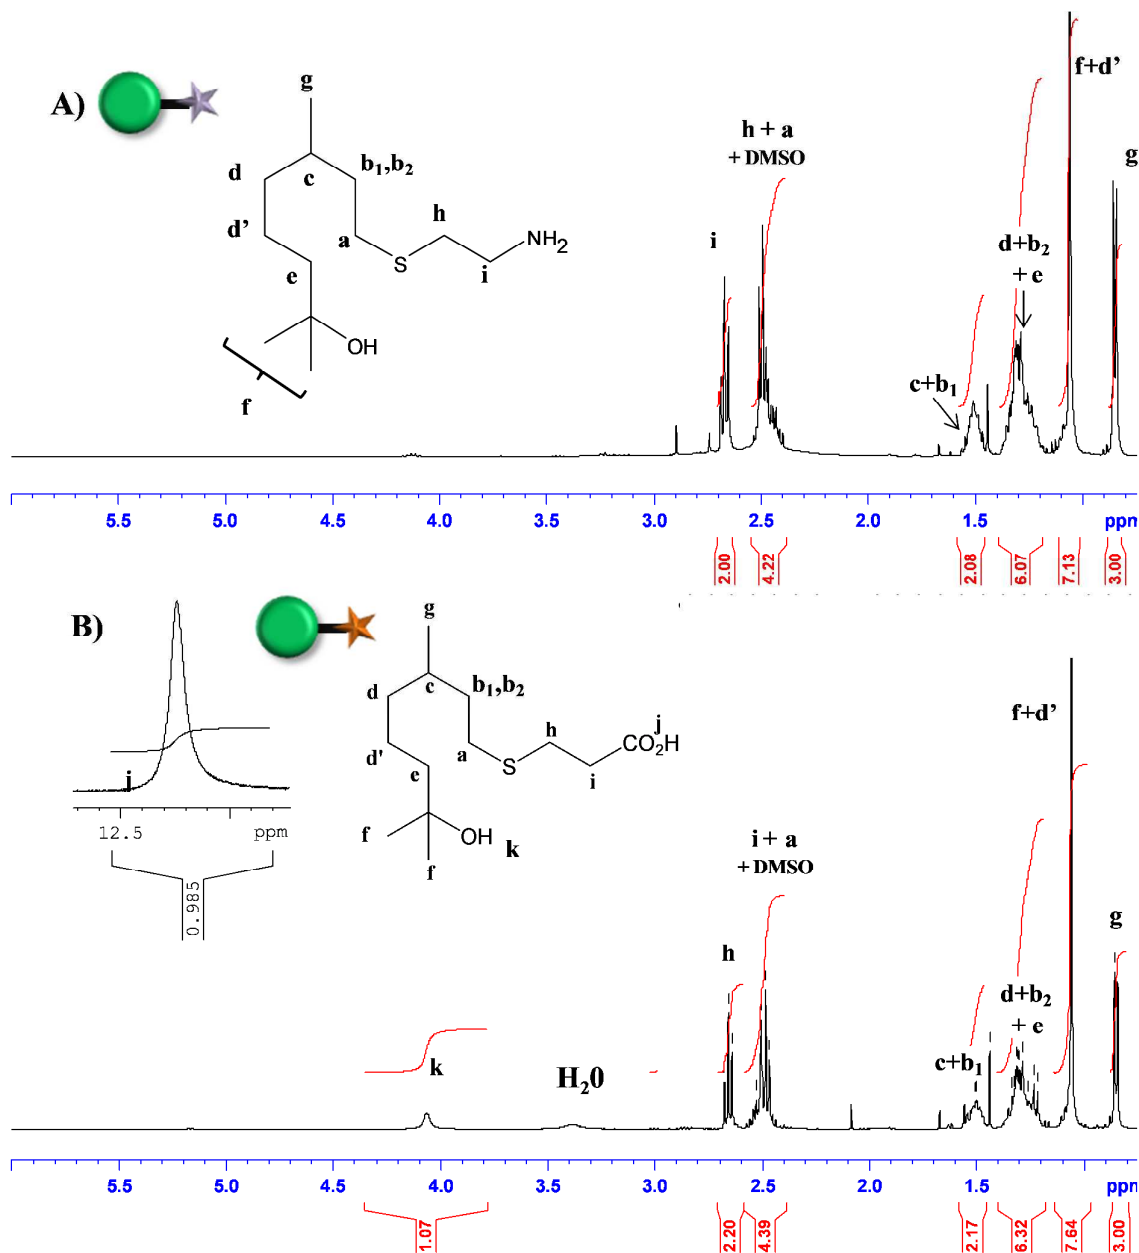 A)
g
f+d'
h + a
+ DMSO
g
d
c
b₁,b₂
d'
h
a
NH₂
S
i
i
d+b₂
+ e
e
OH
c+b₁
f
5.5 5.0 4.5 4.0 3.5 3.0 2.5 2.0 1.5 ppm
2.00 4.22 2.08 6.07 7.13 3.00
B)
g
d
c
b₁,b₂
f+d'
j
h
CO₂H
d'
a
S
i
e
j
12.5 ppm
0.985
f
OH
k
f
i + a
+ DMSO
h
g
d+b₂
+ e
c+b₁
k
H₂0
5.5 5.0 4.5 4.0 3.5 3.0 2.5 2.0 1.5 ppm
1.07 2.20 4.39 2.17 6.32 7.64 3.00